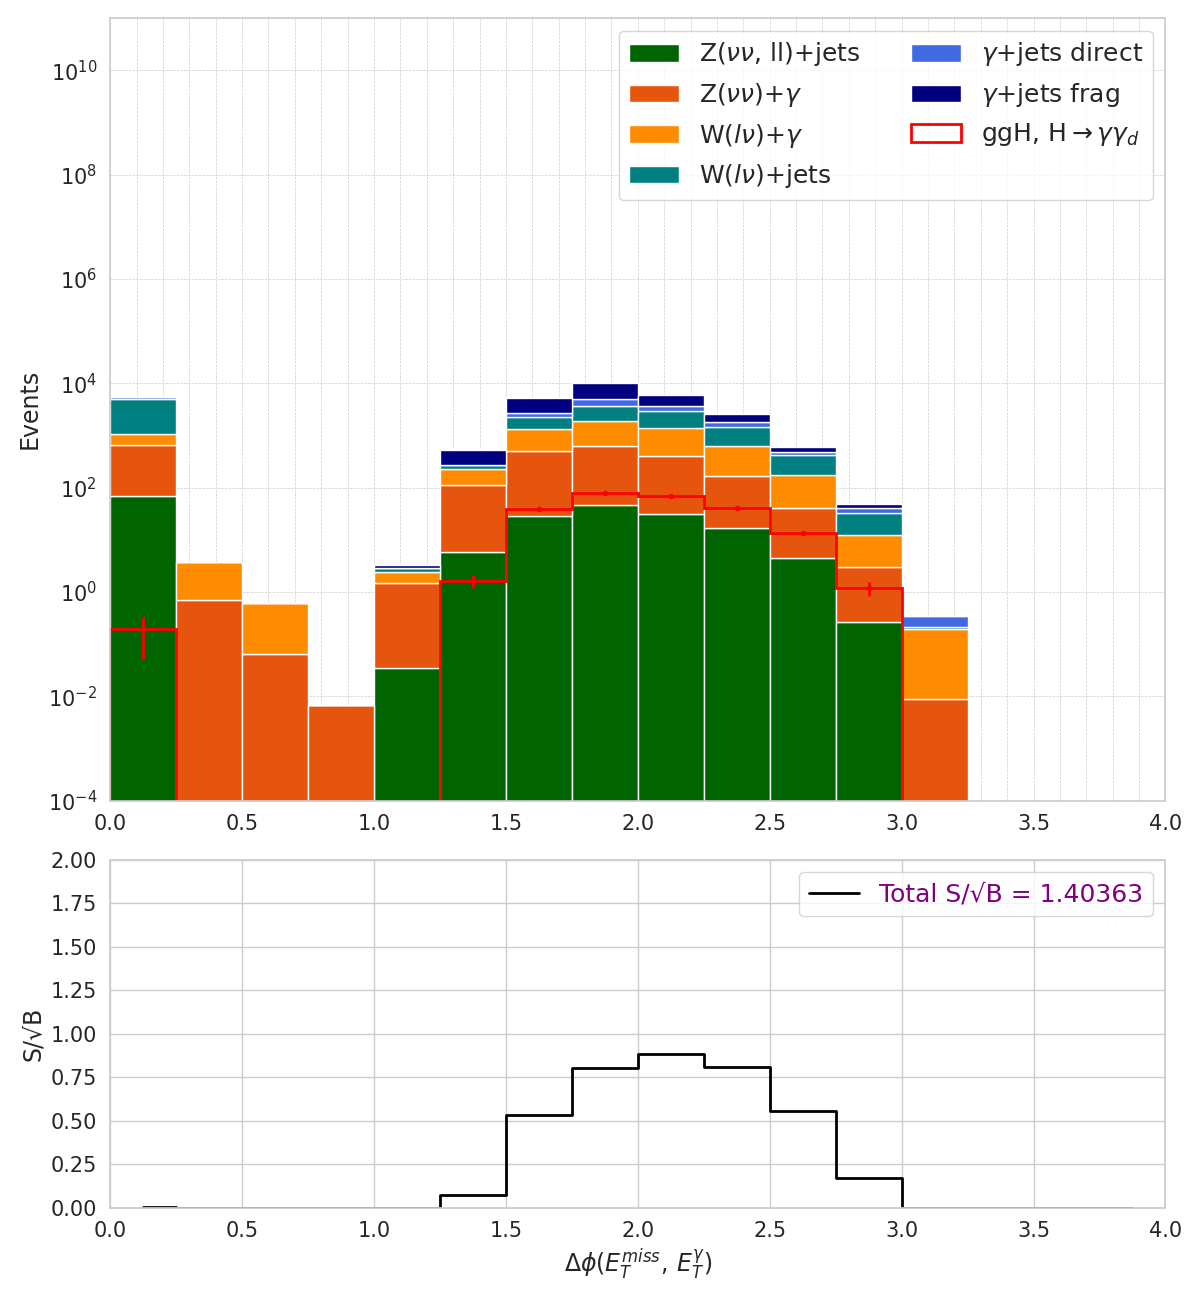 Z(νν, ll)+jets
Z(νν)+γ
W(lν)+γ
W(lν)+jets
γ+jets direct
γ+jets frag
ggH, H→γγ_d
Events
10^10
10^8
10^6
10^4
10^2
10^0
10^−2
10^−4
0.0 0.5 1.0 1.5 2.0 2.5 3.0 3.5 4.0
Total S/√B = 1.40363
S/√B
2.00
1.75
1.50
1.25
1.00
0.75
0.50
0.25
0.00
0.0 0.5 1.0 1.5 2.0 2.5 3.0 3.5 4.0
Δϕ(E_T^miss, E_T^γ)